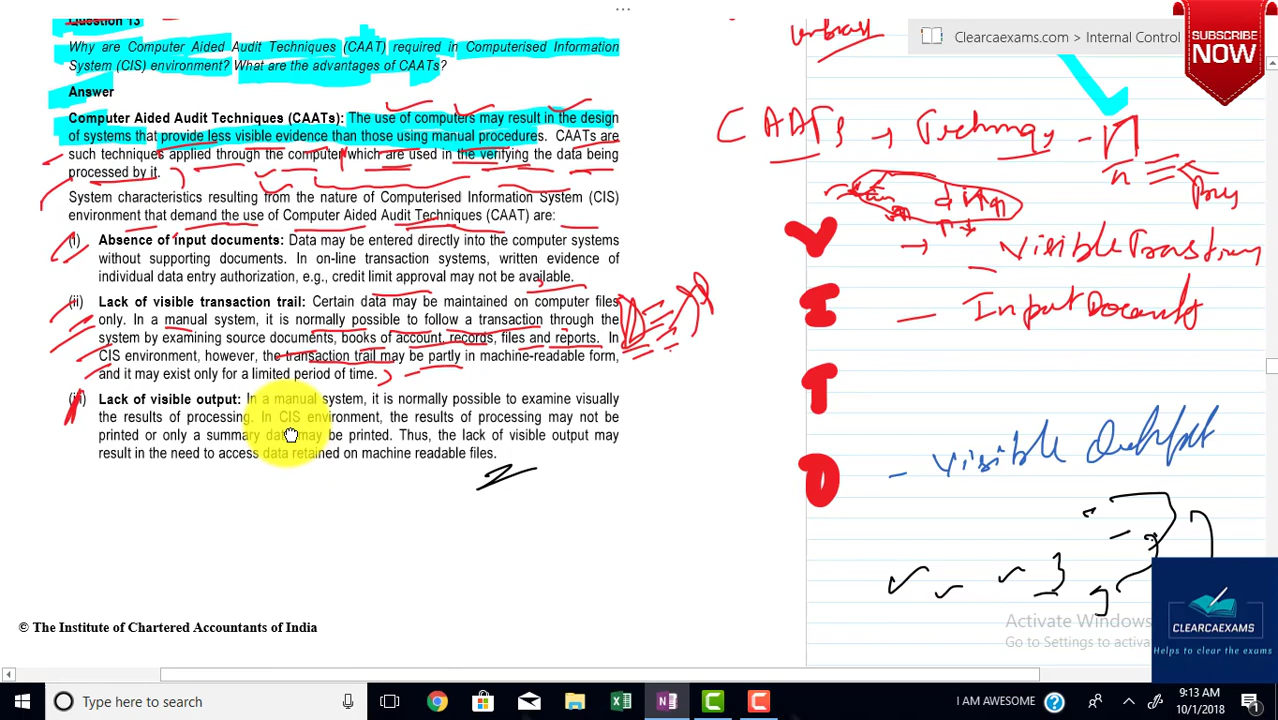 Question 13
Why are Computer Aided Audit Techniques (CAAT) required in Computerised Information
System (CIS) environment? What are the advantages of CAATs?
Answer
Computer Aided Audit Techniques (CAATs): The use of computers may result in the design
of systems that provide less visible evidence than those using manual procedures. CAATs are
such techniques applied through the computer which are used in the verifying the data being
processed by it.
System characteristics resulting from the nature of Computerised Information System (CIS)
environment that demand the use of Computer Aided Audit Techniques (CAAT) are:
(i) Absence of input documents: Data may be entered directly into the computer systems
without supporting documents. In on-line transaction systems, written evidence of
individual data entry authorization, e.g., credit limit approval may not be available.
(ii) Lack of visible transaction trail: Certain data may be maintained on computer files
only. In a manual system, it is normally possible to follow a transaction through the
system by examining source documents, books of account, records, files and reports. In
CIS environment, however, the transaction trail may be partly in machine-readable form,
and it may exist only for a limited period of time.
(iii) Lack of visible output: In a manual system, it is normally possible to examine visually
the results of processing. In CIS environment, the results of processing may not be
printed or only a summary data may be printed. Thus, the lack of visible output may
result in the need to access data retained on machine readable files.
© The Institute of Chartered Accountants of India
Clearcaexams.com > Internal Control
SUBSCRIBE
NOW
CAATs →
V
I
T
O
→ Visible
— Input
- Visible Output
Activate Windows
Go to Settings to activa
CLEARCAEXAMS
Helps to clear the exams
Type here to search
I AM AWESOME
9:13 AM
10/1/2018